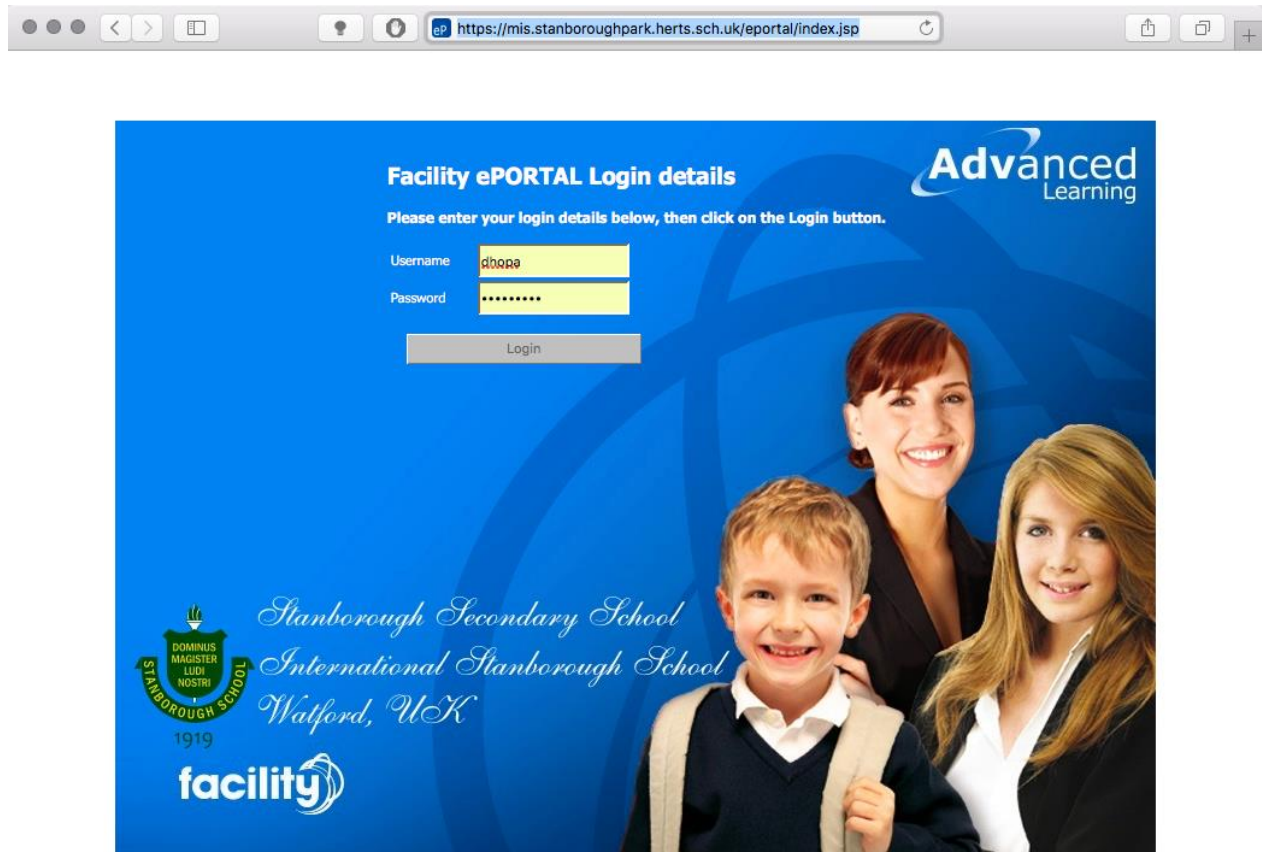 eP https://mis.stanboroughpark.herts.sch.uk/eportal/index.jsp
Advanced
Learning
Facility ePORTAL Login details
Please enter your login details below, then click on the Login button.
Username dhopa
Password •••••••••
Login
Stanborough Secondary School
International Stanborough School
Watford, UK
DOMINUS
MAGISTER
LUDI
NOSTRI
STANBOROUGH SCHOOL
1919
facility